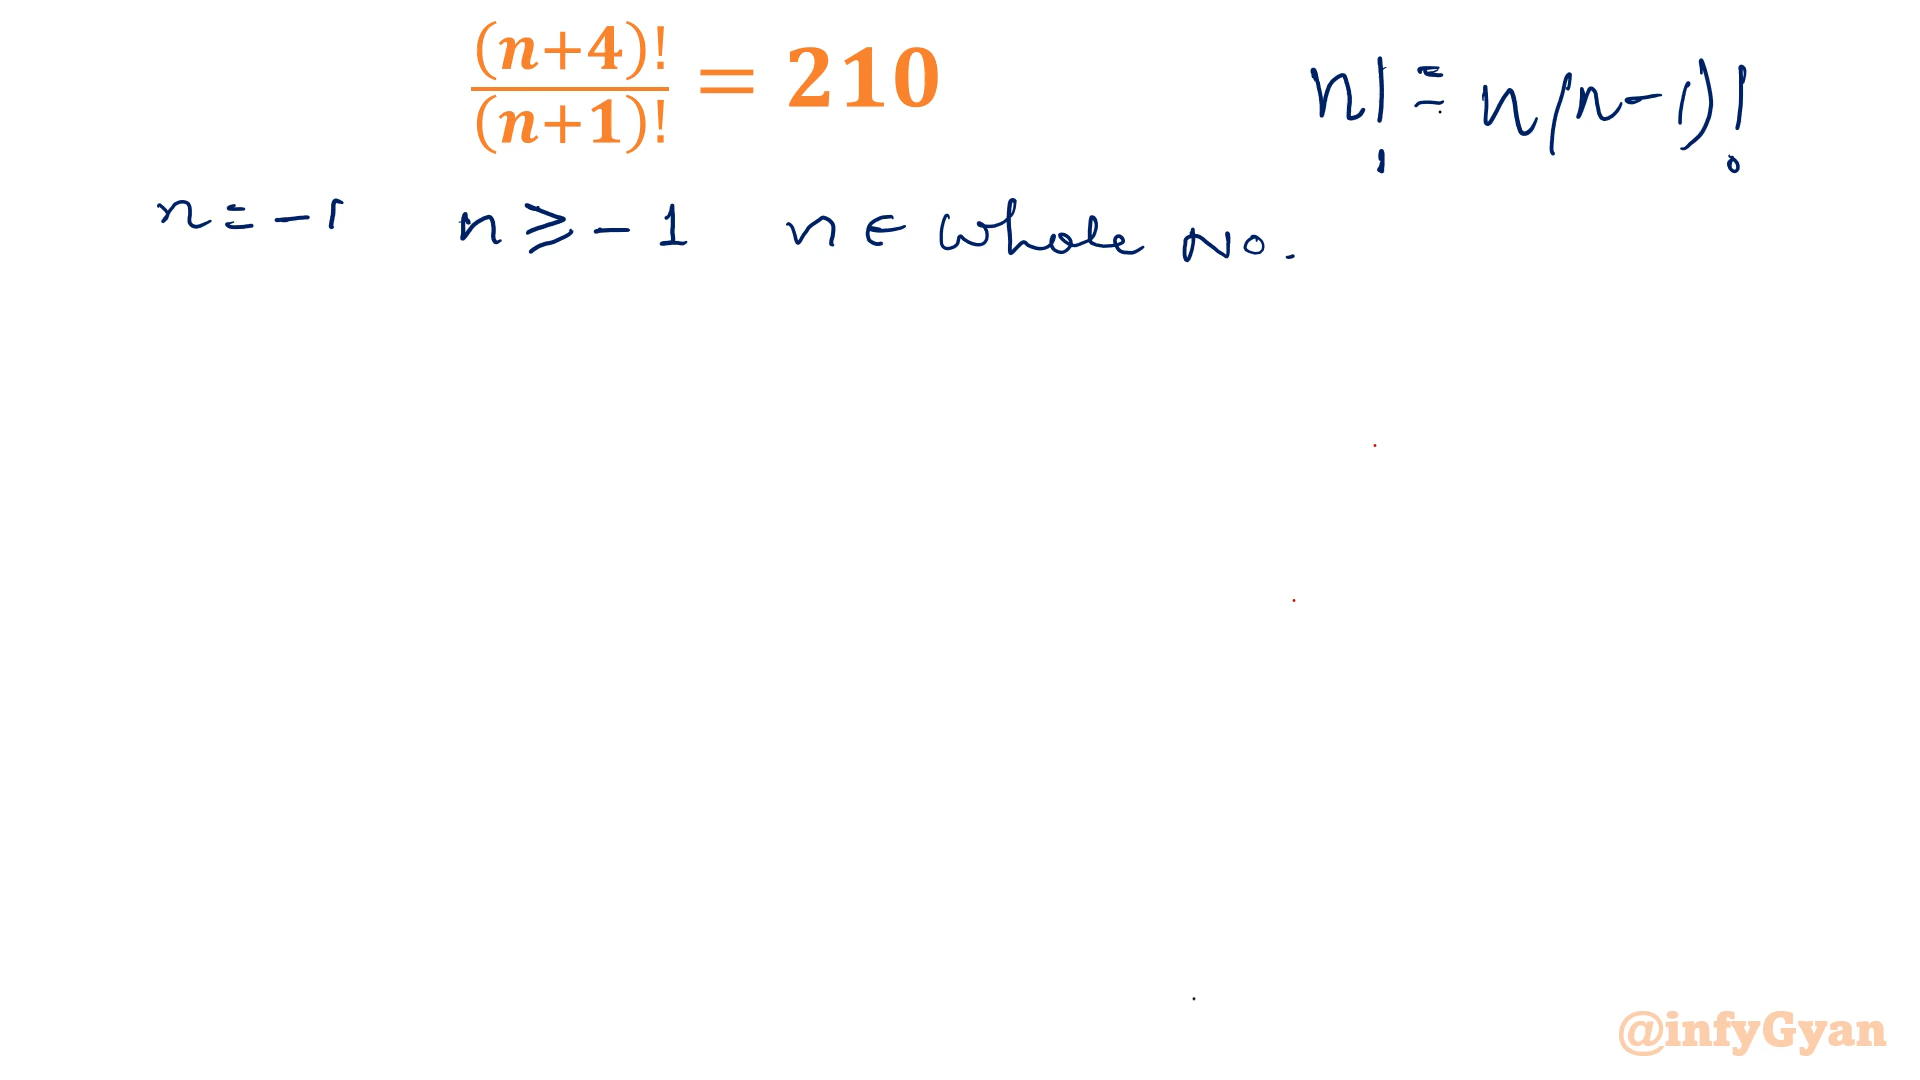 (n+4)!/(n+1)! = 210
n! = n(n-1)!
n = -1 n ≥ -1 n ∈ whole No.
@infyGyan